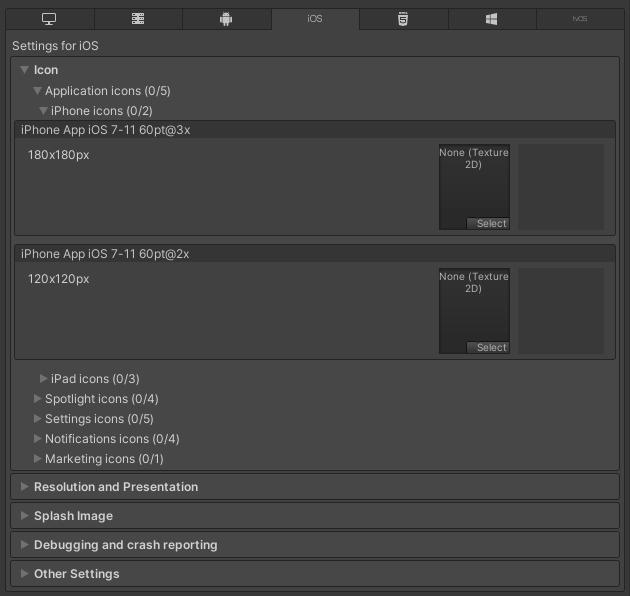 iOS
tvOS
Settings for iOS
Icon
Application icons (0/5)
iPhone icons (0/2)
iPhone App iOS 7-11 60pt@3x
180x180px
None (Texture
2D)
Select
iPhone App iOS 7-11 60pt@2x
120x120px
None (Texture
2D)
Select
iPad icons (0/3)
Spotlight icons (0/4)
Settings icons (0/5)
Notifications icons (0/4)
Marketing icons (0/1)
Resolution and Presentation
Splash Image
Debugging and crash reporting
Other Settings